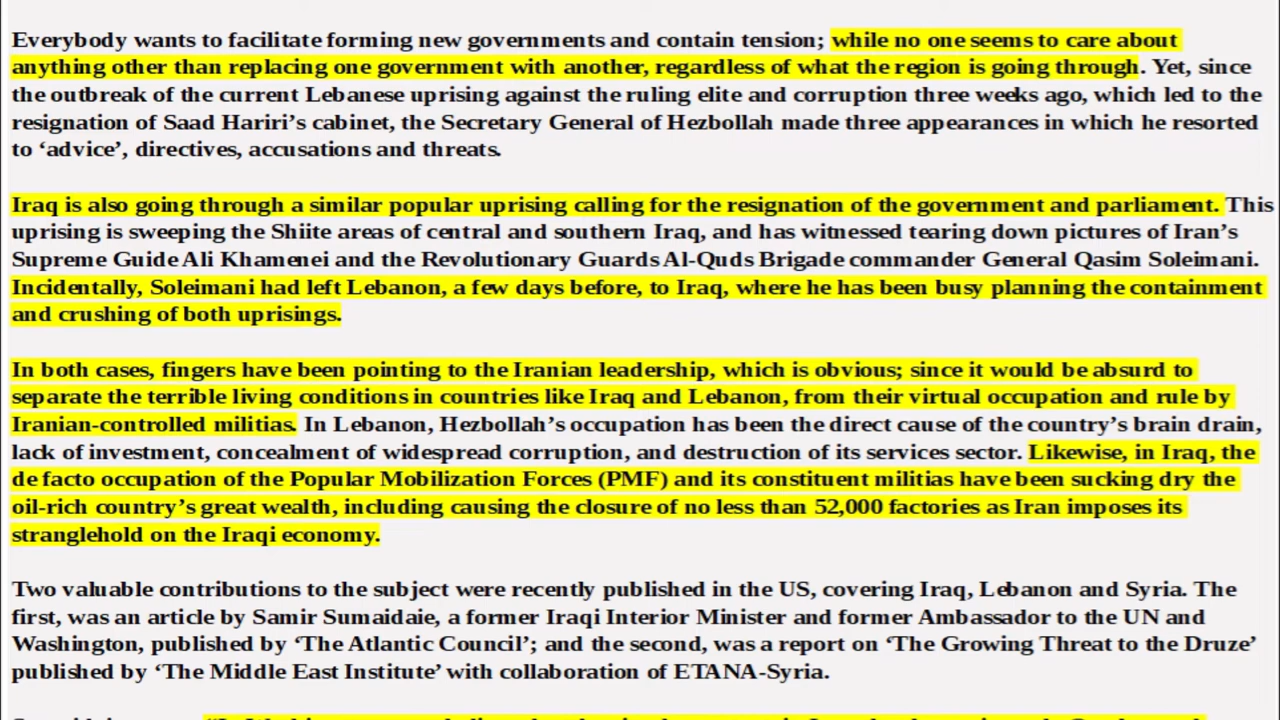 Everybody wants to facilitate forming new governments and contain tension; while no one seems to care about
anything other than replacing one government with another, regardless of what the region is going through. Yet, since
the outbreak of the current Lebanese uprising against the ruling elite and corruption three weeks ago, which led to the
resignation of Saad Hariri’s cabinet, the Secretary General of Hezbollah made three appearances in which he resorted
to ‘advice’, directives, accusations and threats.
Iraq is also going through a similar popular uprising calling for the resignation of the government and parliament. This
uprising is sweeping the Shiite areas of central and southern Iraq, and has witnessed tearing down pictures of Iran’s
Supreme Guide Ali Khamenei and the Revolutionary Guards Al-Quds Brigade commander General Qasim Soleimani.
Incidentally, Soleimani had left Lebanon, a few days before, to Iraq, where he has been busy planning the containment
and crushing of both uprisings.
In both cases, fingers have been pointing to the Iranian leadership, which is obvious; since it would be absurd to
separate the terrible living conditions in countries like Iraq and Lebanon, from their virtual occupation and rule by
Iranian-controlled militias. In Lebanon, Hezbollah’s occupation has been the direct cause of the country’s brain drain,
lack of investment, concealment of widespread corruption, and destruction of its services sector. Likewise, in Iraq, the
de facto occupation of the Popular Mobilization Forces (PMF) and its constituent militias have been sucking dry the
oil-rich country’s great wealth, including causing the closure of no less than 52,000 factories as Iran imposes its
stranglehold on the Iraqi economy.
Two valuable contributions to the subject were recently published in the US, covering Iraq, Lebanon and Syria. The
first, was an article by Samir Sumaidaie, a former Iraqi Interior Minister and former Ambassador to the UN and
Washington, published by ‘The Atlantic Council’; and the second, was a report on ‘The Growing Threat to the Druze’
published by ‘The Middle East Institute’ with collaboration of ETANA-Syria.